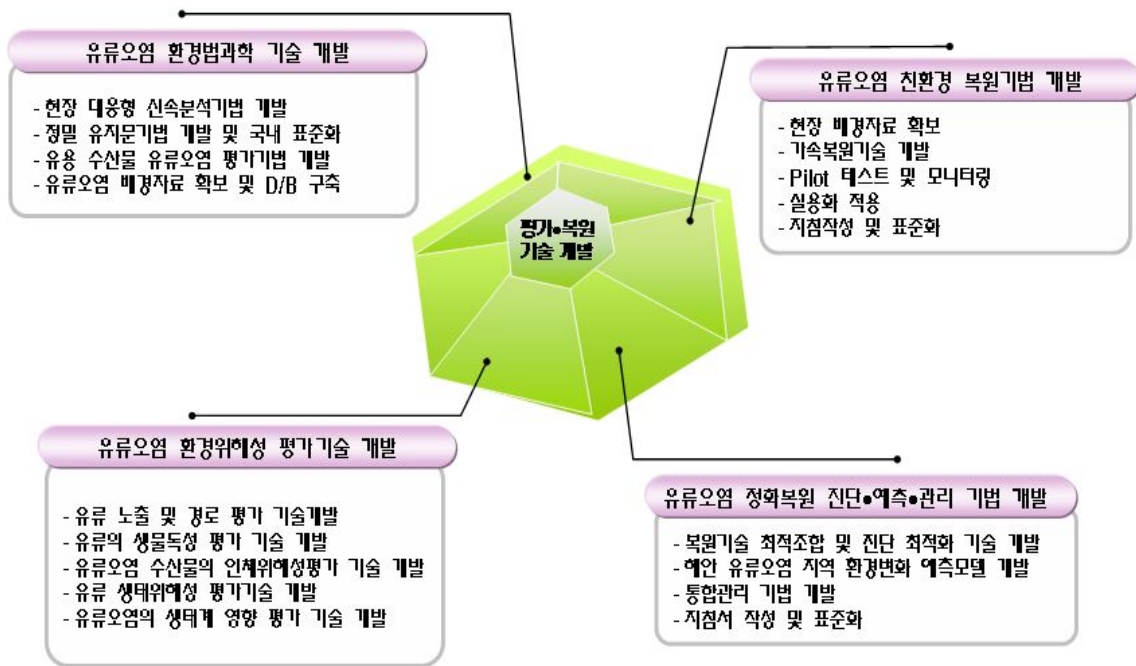 유류오염 환경법과학 기술 개발
- 현장 대응형 신속분석기법 개발
- 정밀 유지문기법 개발 및 국내 표준화
- 유용 수산물 유류오염 평가기법 개발
- 유류오염 배경자료 확보 및 D/B 구축
유류오염 친환경 복원기법 개발
- 현장 배경자료 확보
- 가속복원기술 개발
- Pilot 테스트 및 모니터링
- 실용화 적용
- 지침작성 및 표준화
평가•복원
기술 개발
유류오염 환경위해성 평가기술 개발
- 유류 노출 및 경로 평가 기술개발
- 유류의 생물독성 평가 기술 개발
- 유류오염 수산물의 인체위해성평가 기술 개발
- 유류 생태위해성 평가기술 개발
- 유류오염의 생태계 영향 평가 기술 개발
유류오염 정화복원 진단•예측•관리 기법 개발
- 복원기술 최적조합 및 진단 최적화 기술 개발
- 해안 유류오염 지역 환경변화 예측모델 개발
- 통합관리 기법 개발
- 지침서 작성 및 표준화